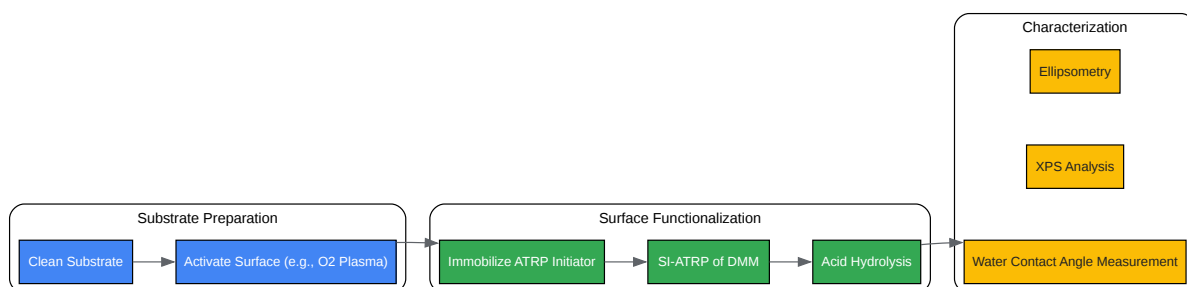 Substrate Preparation
Clean Substrate
Activate Surface (e.g., O2 Plasma)
Surface Functionalization
Immobilize ATRP Initiator
SI-ATRP of DMM
Acid Hydrolysis
Characterization
Ellipsometry
XPS Analysis
Water Contact Angle Measurement